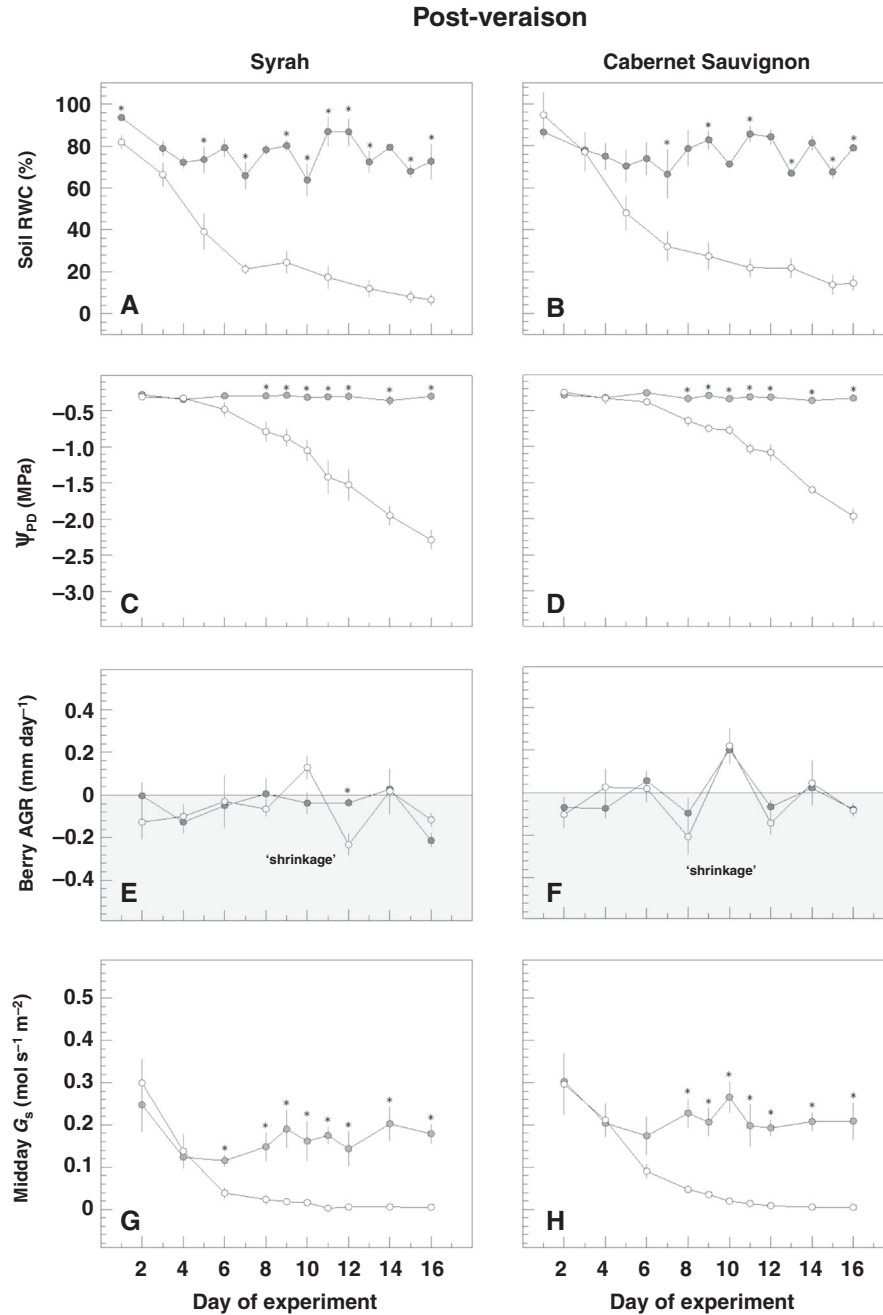 Post-veraison
Syrah
Cabernet Sauvignon
Soil RWC (%)
100
80
60
40
20
0
*
*
*
*
*
*
*
*
*
*
A
*
*
*
*
*
B
ΨPD (MPa)
−0.5
−1.0
−1.5
−2.0
−2.5
−3.0
* * * * * * *
C
* * * * * * *
D
Berry AGR (mm day−1)
0.4
0.2
0
−0.2
−0.4
*
'shrinkage'
E
'shrinkage'
F
Midday Gs (mol s−1 m−2)
0.5
0.4
0.3
0.2
0.1
0
* * * * * * * *
G
* * * * * * *
H
2 4 6 8 10 12 14 16
2 4 6 8 10 12 14 16
Day of experiment
Day of experiment